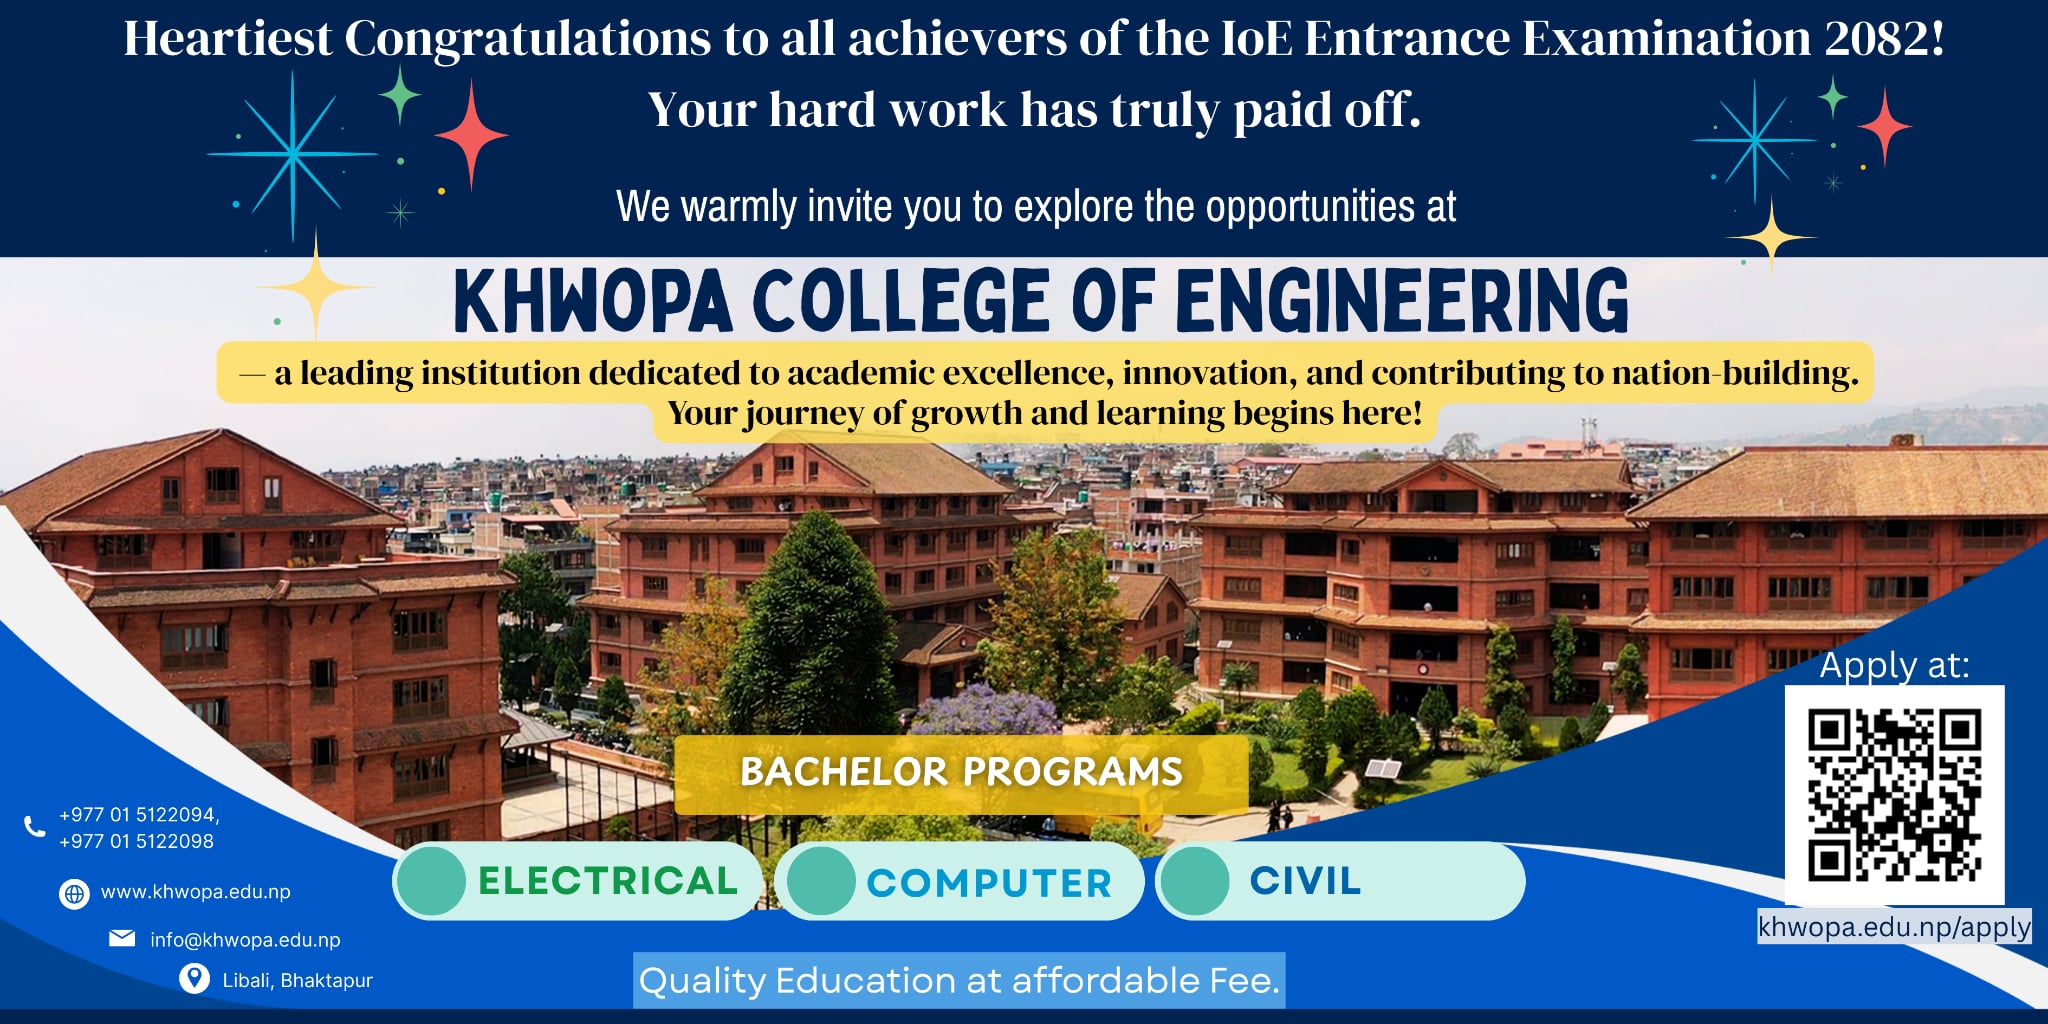 Heartiest Congratulations to all achievers of the IoE Entrance Examination 2082!
Your hard work has truly paid off.
We warmly invite you to explore the opportunities at
KHWOPA COLLEGE OF ENGINEERING
— a leading institution dedicated to academic excellence, innovation, and contributing to nation-building.
Your journey of growth and learning begins here!
BACHELOR PROGRAMS
ELECTRICAL
COMPUTER
CIVIL
Quality Education at affordable Fee.
+977 01 5122094,
+977 01 5122098
www.khwopa.edu.np
info@khwopa.edu.np
Libali, Bhaktapur
Apply at:
khwopa.edu.np/apply